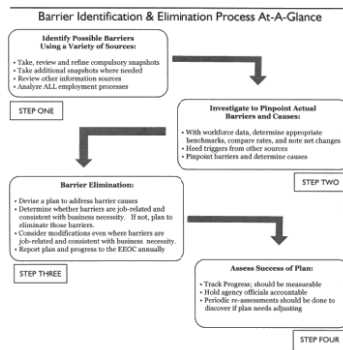 Barrier Identification & Elimination Process At-A-Glance
Identify Possible Barriers
Using a Variety of Sources:
• Take, review and refine compulsory snapshots
• Take additional snapshots where needed
• Review other information sources
• Analyze ALL employment processes
STEP ONE
Investigate to Pinpoint Actual
Barriers and Causes:
• With workforce data, determine appropriate
benchmarks, compare rates, and note net changes
• Heed triggers from other sources
• Pinpoint barriers and determine causes
STEP TWO
Barrier Elimination:
• Devise a plan to address barrier causes
• Determine whether barriers are job-related and
consistent with business necessity. If not, plan to
eliminate those barriers.
• Consider modifications even where barriers are
job-related and consistent with business necessity.
• Report plan and progress to the EEOC annually
STEP THREE
Assess Success of Plan:
• Track Progress; should be measurable
• Hold agency officials accountable
• Periodic re-assessments should be done to
discover if plan needs adjusting
STEP FOUR